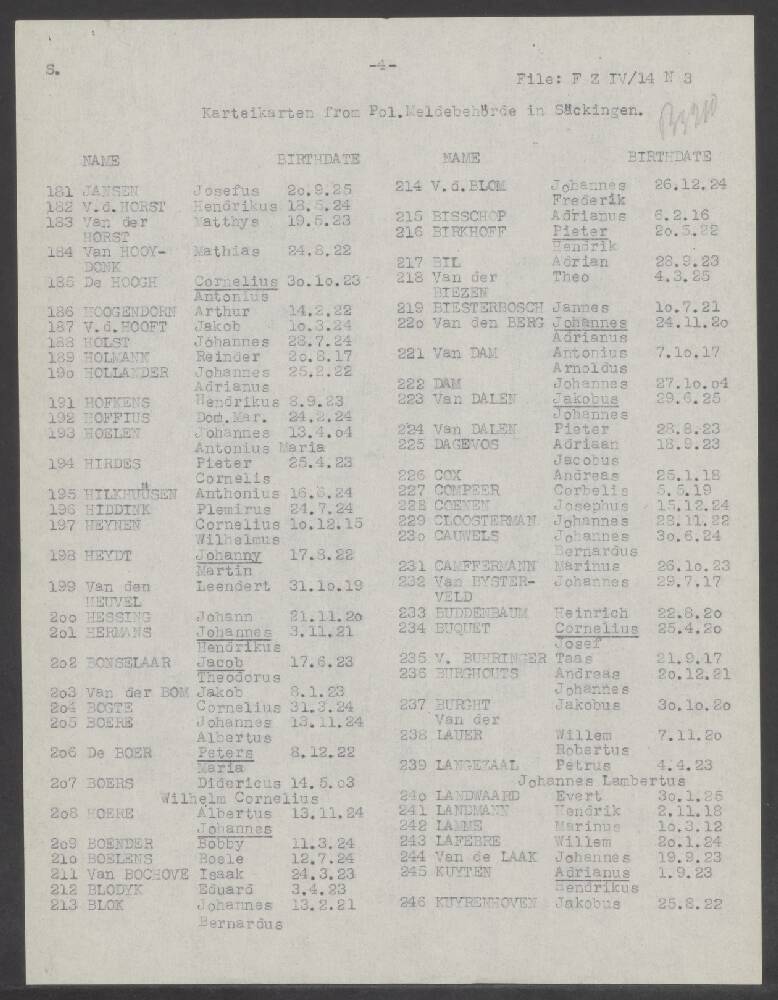 S.
-4-
File: F Z IV/14 N 3
Karteikarten from Pol.Meldebehörde in Säckingen.
NAME BIRTHDATE
181 JANSEN Josefus 2o.9.25
182 V.d.HORST Hendrikus 18.5.24
183 Van der Matthys 19.5.23
HORST
184 Van HOOY- Mathias 24.8.22
DONK
185 De HOOGH Cornelius 3o.1o.23
Antonius
186 HOOGENDORN Arthur 14.2.22
187 V.d.HOOFT Jakob 1o.3.24
188 HOLST Jóhannes 28.7.24
189 HOLMANN Reinder 2o.8.17
19o HOLLANDER Johannes 25.2.22
Adrianus
191 HOFKENS Hendrikus 8.9.23
192 HOFFIUS Dom.Mar. 24.2.24
193 HOELEN Johannes 13.4.o4
Antonius Maria
194 HIRDES Pieter 25.4.23
Cornelis
195 HILKHUÜSEN Anthonius 16.8.24
196 HIDDINK Plemirus 24.7.24
197 HEYNEN Cornelius 1o.12.15
Wilhelmus
198 HEYDT Johanny 17.8.22
Martin
199 Van den Leendert 31.1o.19
HEUVEL
2oo HESSING Johann 21.11.2o
2o1 HERMANS Johannes 3.11.21
Hendrikus
2o2 BONSELAAR Jacob 17.6.23
Theodorus
2o3 Van der BOM Jakob 8.1.23
2o4 BOGTE Cornelius 31.3.24
2o5 BOERE Johannes 13.11.24
Albertus
2o6 De BOER Peters 8.12.22
Maria
2o7 BOERS Didericus 14.5.o3
Wilhelm Cornelius
2o8 HOERE Albertus 13.11.24
Johannes
2o9 BOENDER Bobby 11.3.24
21o BOELENS Boele 12.7.24
211 Van BOCHOVE Isaak 24.3.23
212 BLODYK Eduard 3.4.23
213 BLOK Johannes 13.2.21
Bernardus
NAME BIRTHDATE
214 V.d.BLOM Johannes 26.12.24
Frederik
215 BISSCHOP Adrianus 6.2.16
216 BIRKHOFF Pieter 2o.5.22
Hendrik
217 BIL Adrian 28.9.23
218 Van der Theo 4.3.25
BIEZEN
219 BIESTERBOSCH Jannes 1o.7.21
22o Van den BERG Johannes 24.11.2o
Adrianus
221 Van DAM Antonius 7.1o.17
Arnoldus
222 DAM Johannes 27.1o.o4
223 Van DALEN Jakobus 29.6.25
Johannes
224 Van DALEN Pieter 28.8.23
225 DAGEVOS Adriaan 18.9.23
Jacobus
226 COX Andreas 25.1.18
227 COMPEER Corbelis 5.5.19
228 COENEN Josephus 15.12.24
229 CLOOSTERMAN Johannes 28.11.22
23o CAUWELS Johannes 3o.6.24
Bernardus
231 CAMFFERMANN Marinus 26.1o.23
232 Van BYSTER- Johannes 29.7.17
VELD
233 BUDDENBAUM Heinrich 22.8.2o
234 BUQUET Cornelius 25.4.2o
Josef
235 V. BUHRINGER Taas 21.9.17
236 BURGHOUTS Andreas 2o.12.21
Johannes
237 BURGHT Jakobus 3o.1o.2o
Van der
238 LAUER Willem 7.11.2o
Robertus
239 LANGEZAAL Petrus 4.4.23
Johannes Lambertus
24o LANDWAARD Evert 3o.1.25
241 LANDMANN Hendrik 2.11.18
242 LAMME Marinus 1o.3.12
243 LAFEBRE Willem 2o.1.24
244 Van de LAAK Johannes 19.9.23
245 KUYTEN Adrianus 1.9.23
Hendrikus
246 KUYRENHOVEN Jakobus 25.8.22